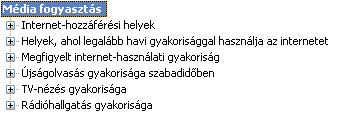 Média fogyasztás
Internet-hozzáférési helyek
Helyek, ahol legalább havi gyakorisággal használja az internetet
Megfigyelt internet-használati gyakoriság
Újságolvasás gyakorisága szabadidőben
TV-nézés gyakorisága
Rádióhallgatás gyakorisága